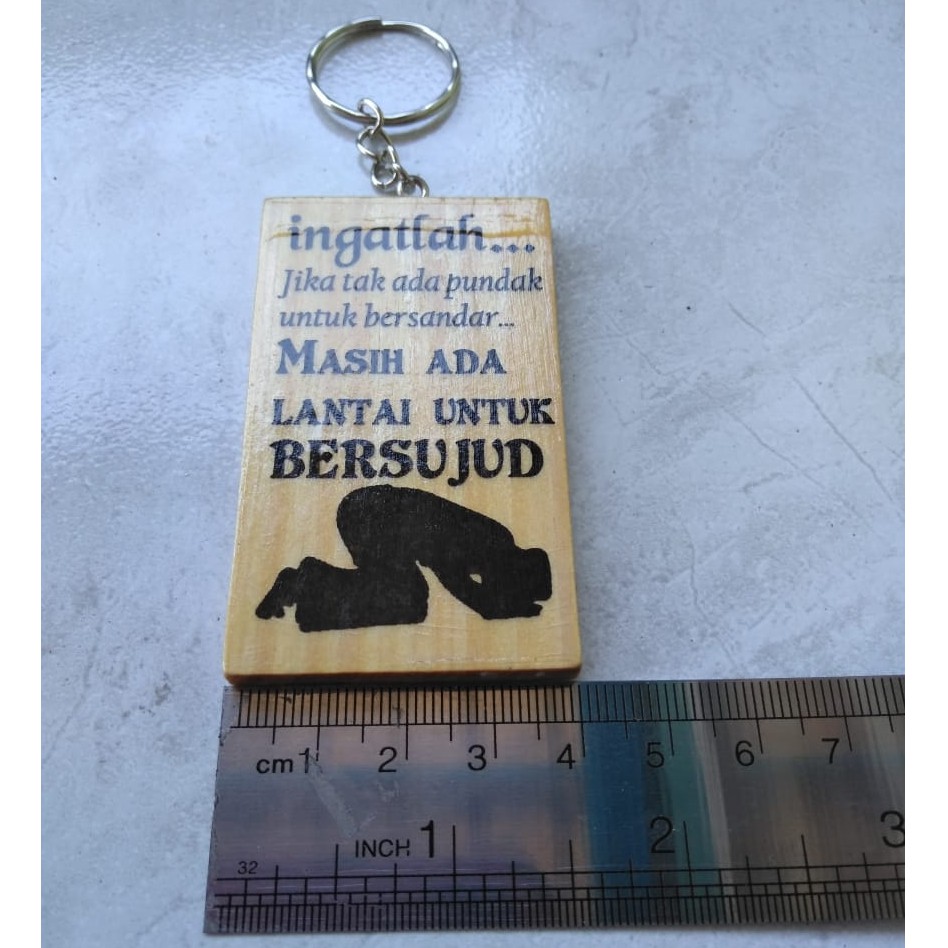 ingatlah...
Jika tak ada pundak
untuk bersandar...
MASIH ADA
LANTAI UNTUK
BERSUJUD
cm 1 2 3 4 5 6 7
INCH 1 2 3
32